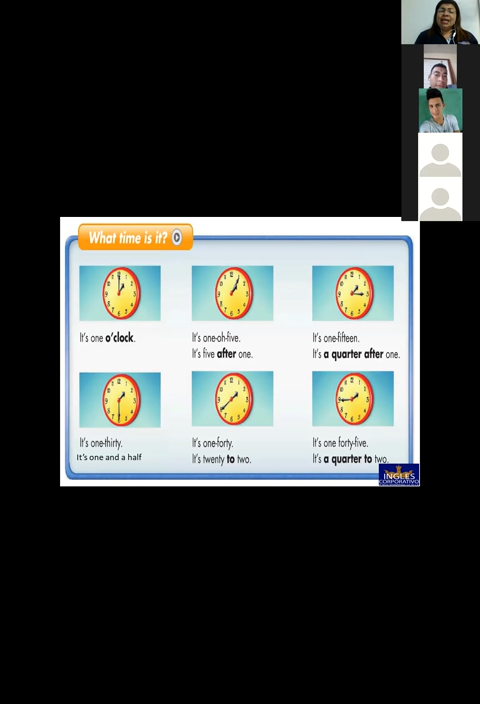 What time is it?
It's one o'clock.
It's one-oh-five.
It's five after one.
It's one-fifteen.
It's a quarter after one.
It's one-thirty.
It's one and a half
It's one-forty.
It's twenty to two.
It's one forty-five.
It's a quarter to two.
INGLES
CORPORATIVO